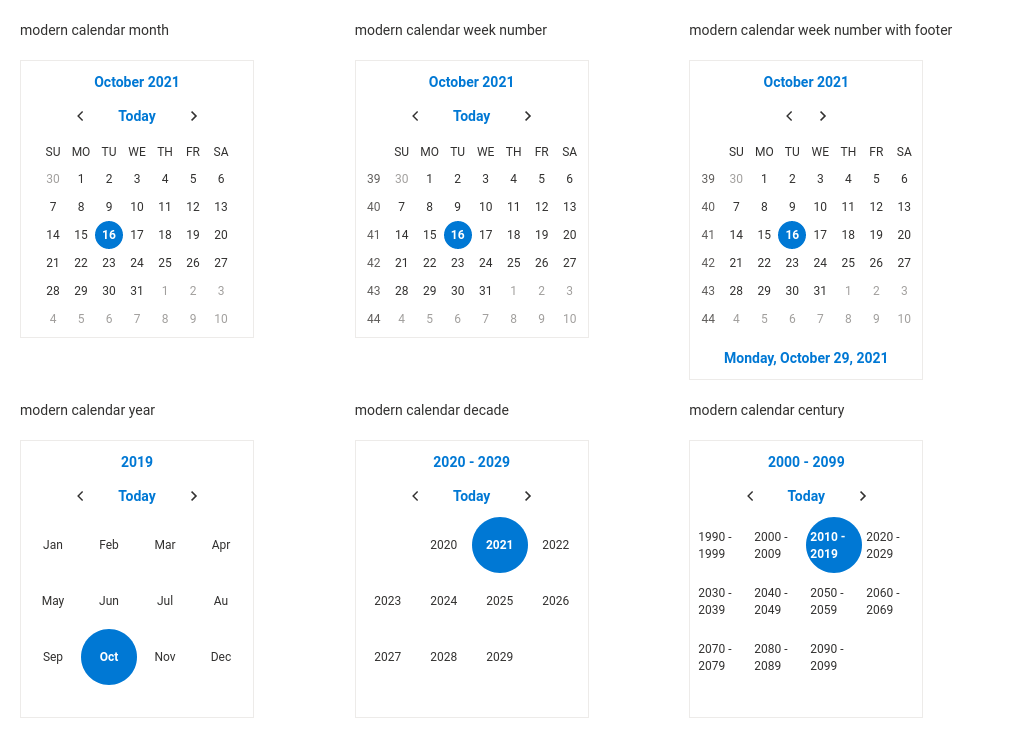 modern calendar month
October 2021
Today
SU MO TU WE TH FR SA
30 1 2 3 4 5 6
7 8 9 10 11 12 13
14 15 16 17 18 19 20
21 22 23 24 25 26 27
28 29 30 31 1 2 3
4 5 6 7 8 9 10
modern calendar week number
October 2021
Today
SU MO TU WE TH FR SA
39 30 1 2 3 4 5 6
40 7 8 9 10 11 12 13
41 14 15 16 17 18 19 20
42 21 22 23 24 25 26 27
43 28 29 30 31 1 2 3
44 4 5 6 7 8 9 10
modern calendar week number with footer
October 2021
SU MO TU WE TH FR SA
39 30 1 2 3 4 5 6
40 7 8 9 10 11 12 13
41 14 15 16 17 18 19 20
42 21 22 23 24 25 26 27
43 28 29 30 31 1 2 3
44 4 5 6 7 8 9 10
Monday, October 29, 2021
modern calendar year
2019
Today
Jan Feb Mar Apr
May Jun Jul Au
Sep Oct Nov Dec
modern calendar decade
2020 - 2029
Today
2020 2021 2022
2023 2024 2025 2026
2027 2028 2029
modern calendar century
2000 - 2099
Today
1990 - 2000 - 2010 - 2020 -
1999 2009 2019 2029
2030 - 2040 - 2050 - 2060 -
2039 2049 2059 2069
2070 - 2080 - 2090 -
2079 2089 2099